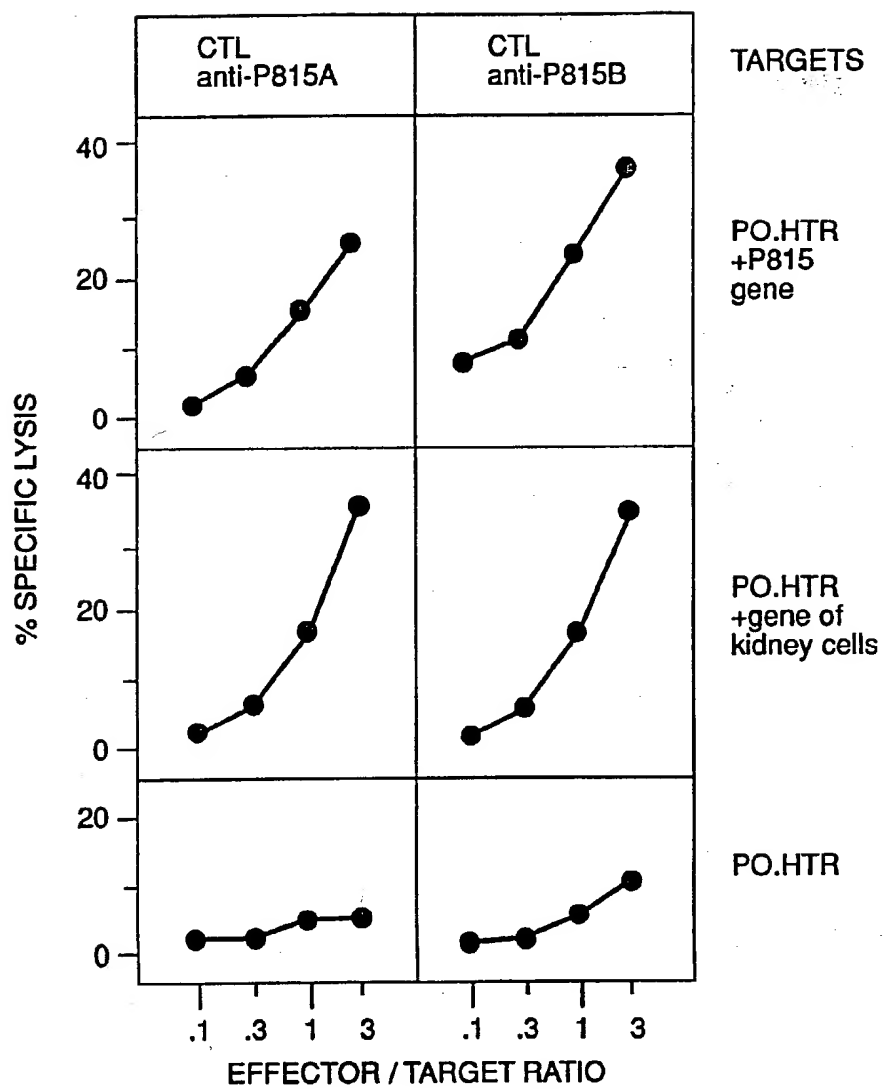 CTL
anti-P815A
CTL
anti-P815B
TARGETS
40
20
0
PO.HTR
+P815
gene
% SPECIFIC LYSIS
40
20
0
PO.HTR
+gene of
kidney cells
20
0
PO.HTR
.1
.3
1
3
.1
.3
1
3
EFFECTOR / TARGET RATIO